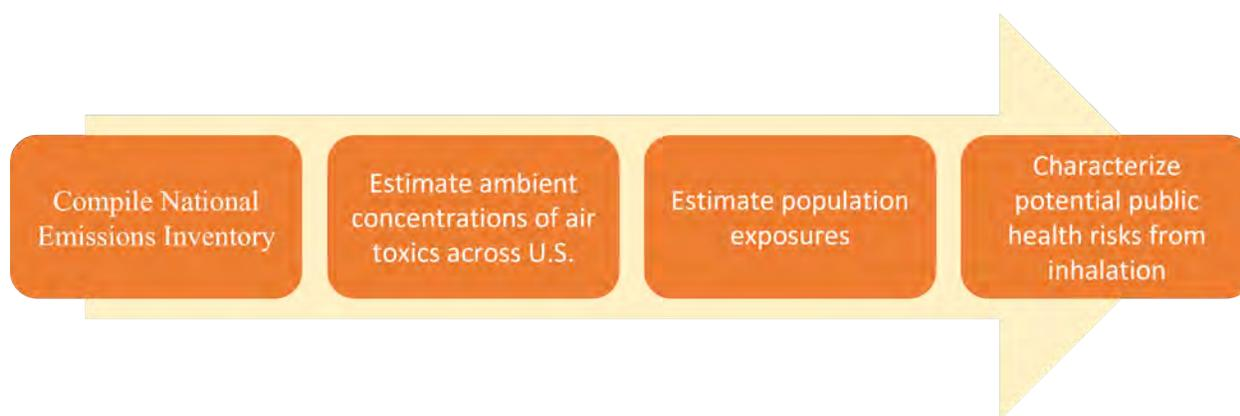 Compile National
Emissions Inventory
Estimate ambient
concentrations of air
toxics across U.S.
Estimate population
exposures
Characterize
potential public
health risks from
inhalation